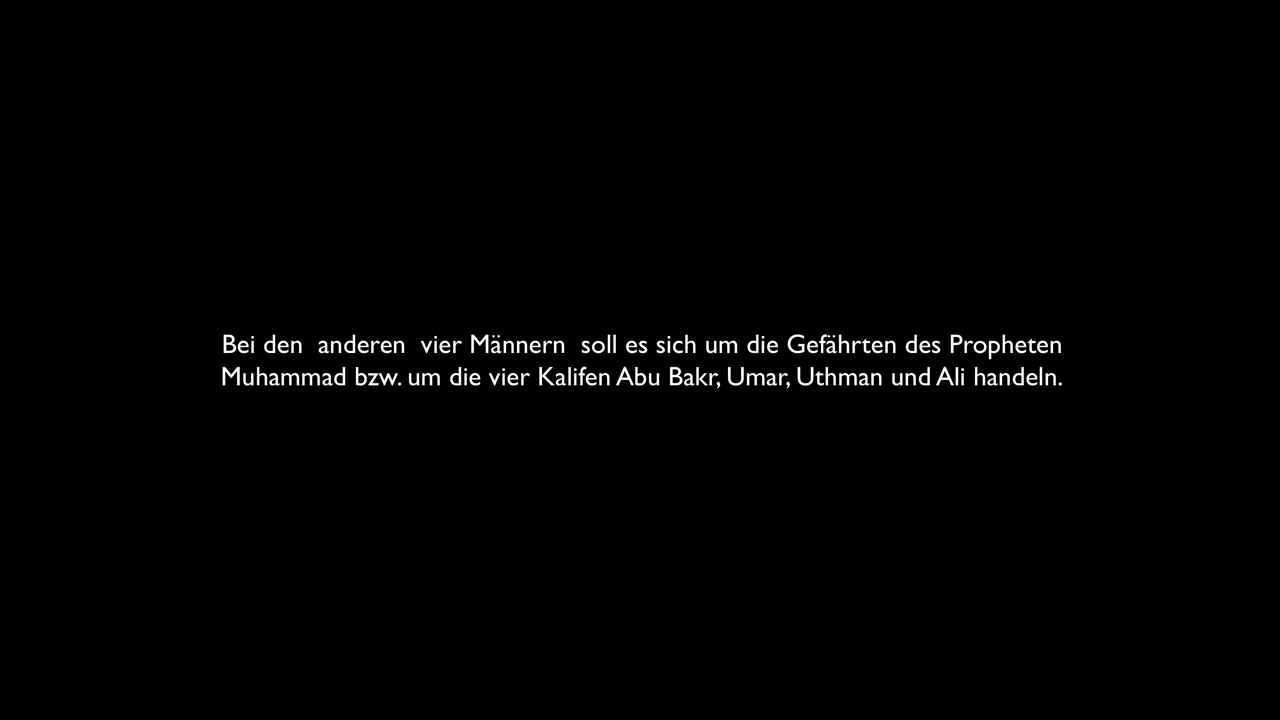 Bei den anderen vier Männern soll es sich um die Gefährten des Propheten
Muhammad bzw. um die vier Kalifen Abu Bakr, Umar, Uthman und Ali handeln.